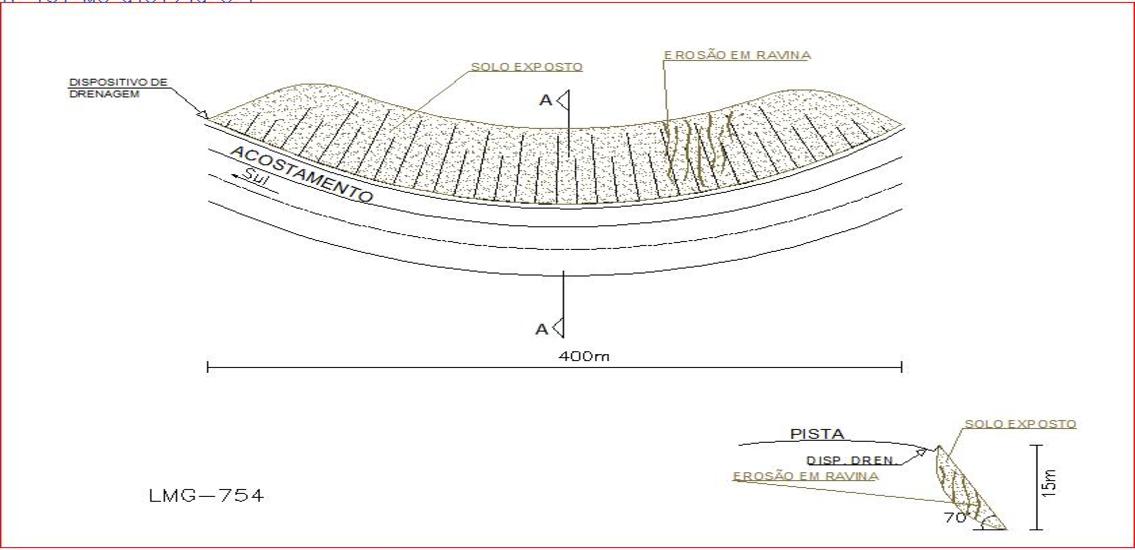 EROSÃO EM RAVINA
SOLO EXPOSTO
DISPOSITIVO DE
DRENAGEM
A
ACOSTAMENTO
Sul
A
400m
SOLO EXPOSTO
PISTA
DISP. DREN.
EROSÃO EM RAVINA
15m
70°
LMG-754